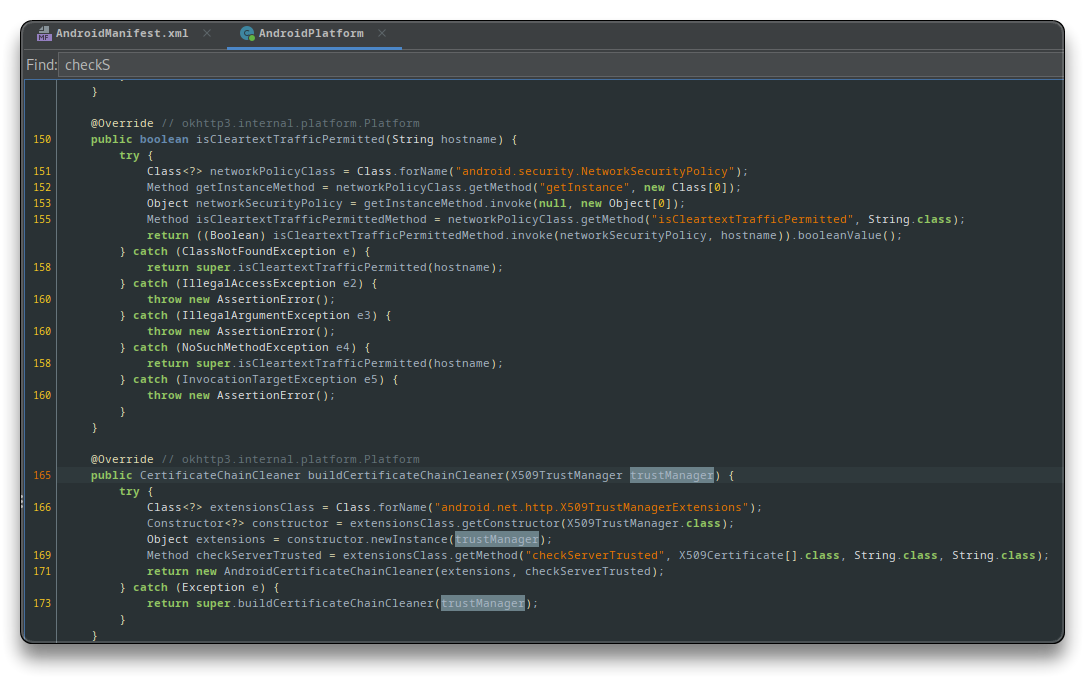 AndroidManifest.xml × AndroidPlatform ×
Find: checkS
}
@Override // okhttp3.internal.platform.Platform
150 public boolean isCleartextTrafficPermitted(String hostname) {
try {
151 Class<?> networkPolicyClass = Class.forName("android.security.NetworkSecurityPolicy");
152 Method getInstanceMethod = networkPolicyClass.getMethod("getInstance", new Class[0]);
153 Object networkSecurityPolicy = getInstanceMethod.invoke(null, new Object[0]);
155 Method isCleartextTrafficPermittedMethod = networkPolicyClass.getMethod("isCleartextTrafficPermitted", String.class);
return ((Boolean) isCleartextTrafficPermittedMethod.invoke(networkSecurityPolicy, hostname)).booleanValue();
} catch (ClassNotFoundException e) {
158 return super.isCleartextTrafficPermitted(hostname);
} catch (IllegalAccessException e2) {
160 throw new AssertionError();
} catch (IllegalArgumentException e3) {
160 throw new AssertionError();
} catch (NoSuchMethodException e4) {
158 return super.isCleartextTrafficPermitted(hostname);
} catch (InvocationTargetException e5) {
160 throw new AssertionError();
}
}
@Override // okhttp3.internal.platform.Platform
165 public CertificateChainCleaner buildCertificateChainCleaner(X509TrustManager trustManager) {
try {
166 Class<?> extensionsClass = Class.forName("android.net.http.X509TrustManagerExtensions");
Constructor<?> constructor = extensionsClass.getConstructor(X509TrustManager.class);
Object extensions = constructor.newInstance(trustManager);
169 Method checkServerTrusted = extensionsClass.getMethod("checkServerTrusted", X509Certificate[].class, String.class, String.class);
171 return new AndroidCertificateChainCleaner(extensions, checkServerTrusted);
} catch (Exception e) {
173 return super.buildCertificateChainCleaner(trustManager);
}
}